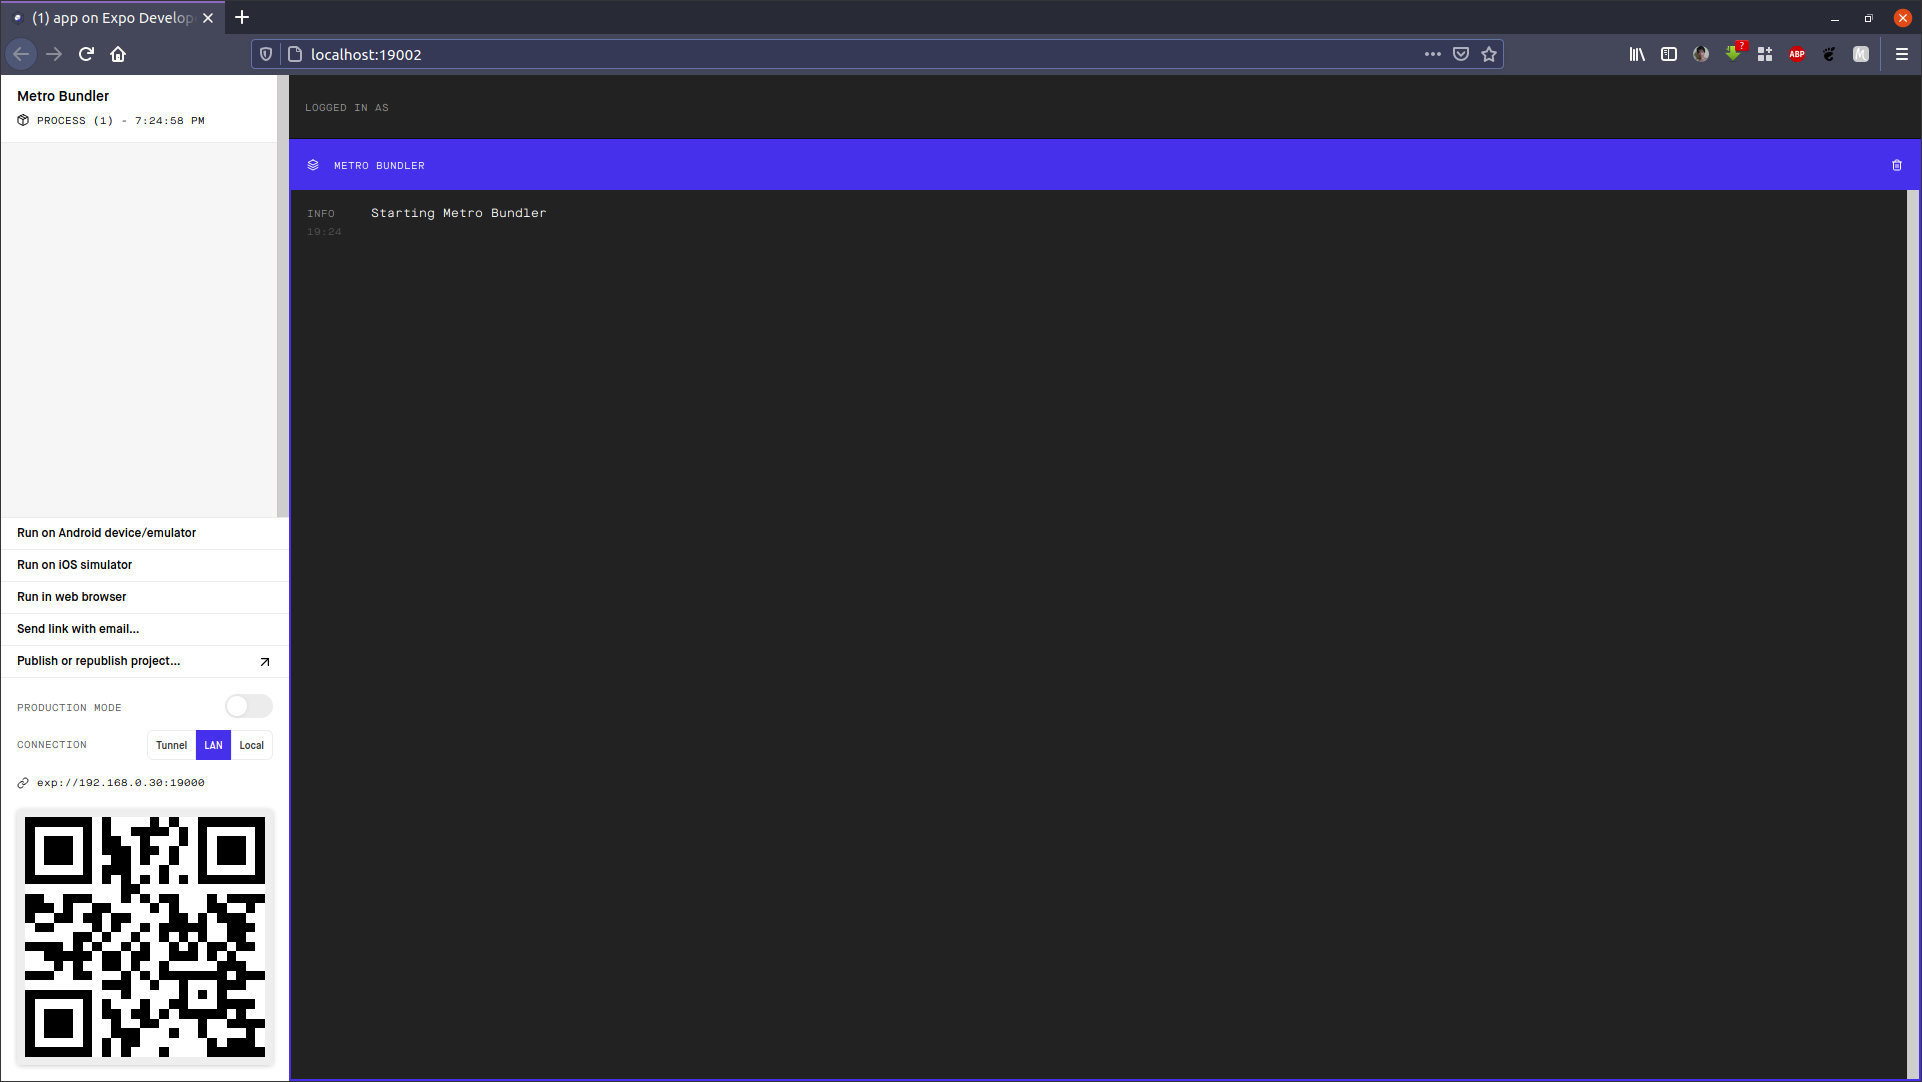 (1) app on Expo Develop
localhost:19002
?
ABP
Metro Bundler
PROCESS (1) - 7:24:58 PM
LOGGED IN AS
METRO BUNDLER
INFO Starting Metro Bundler
19:24
Run on Android device/emulator
Run on iOS simulator
Run in web browser
Send link with email...
Publish or republish project...
PRODUCTION MODE
CONNECTION Tunnel LAN Local
exp://192.168.0.30:19000